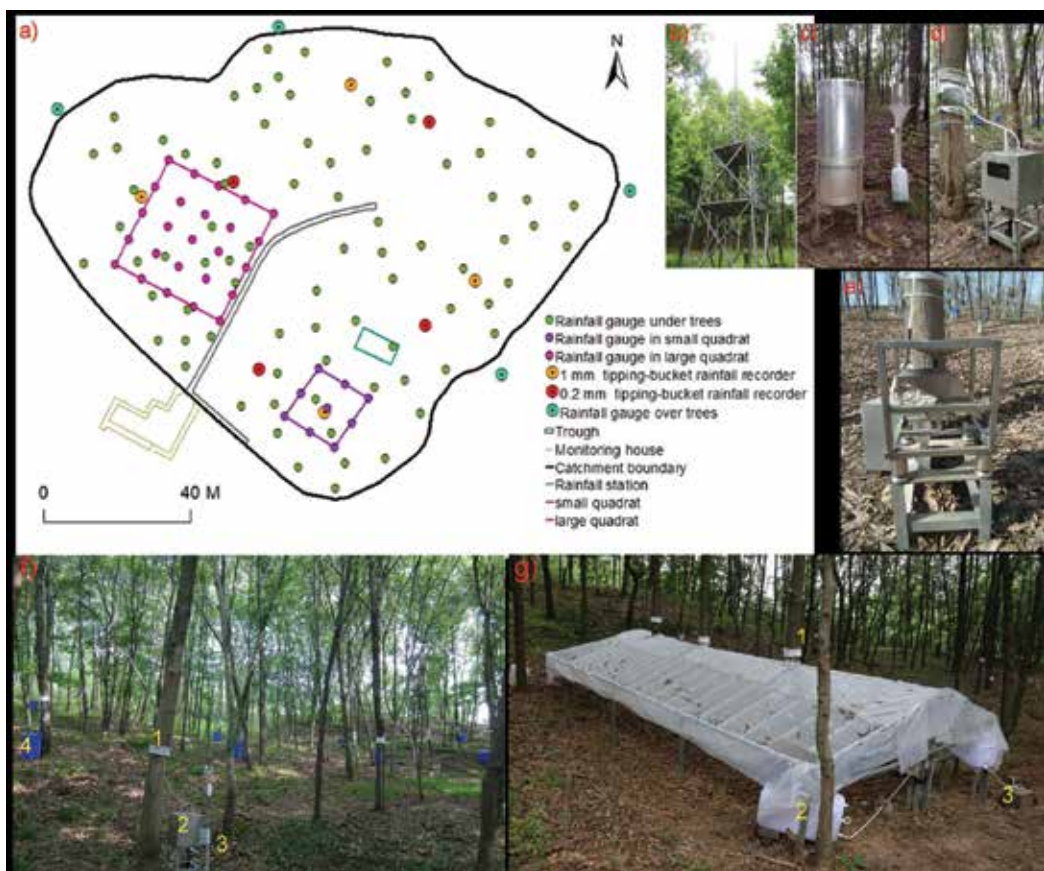 a)
N
b)
c)
d)
e)
Rainfall gauge under trees
Rainfall gauge in small quadrat
Rainfall gauge in large quadrat
1 mm tipping-bucket rainfall recorder
0.2 mm tipping-bucket rainfall recorder
Rainfall gauge over trees
Trough
Monitoring house
Catchment boundary
Rainfall station
small quadrat
large quadrat
0 40 M
f)
1
2
3
4
g)
1
2
3